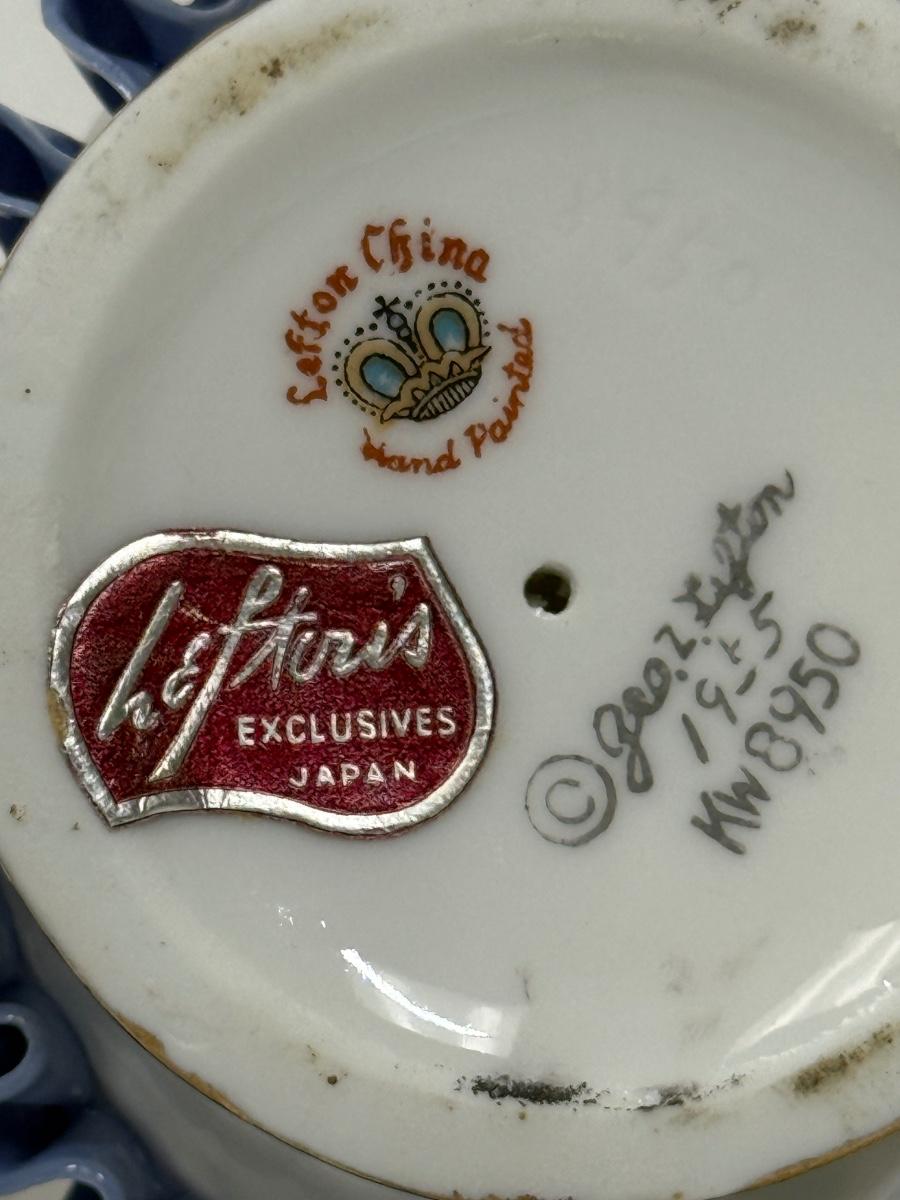 Lefton China
Hand Painted
Lefton's
EXCLUSIVES
JAPAN
© Geo. Z. Lefton
1955
KW8950